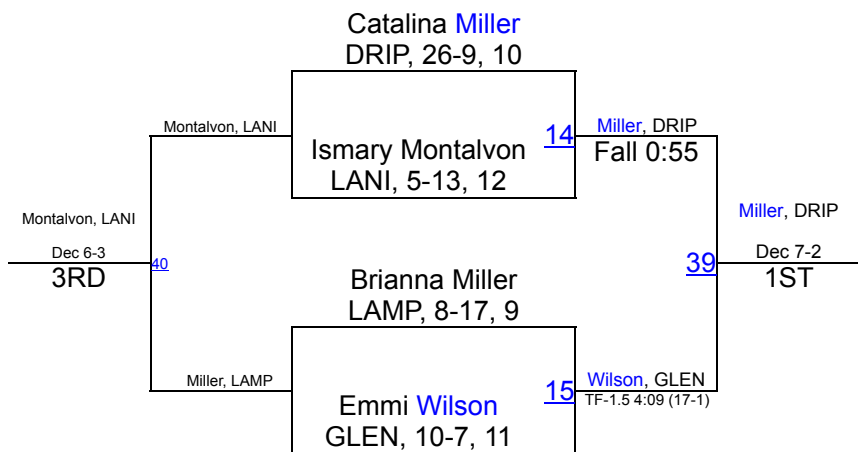 Catalina Miller
DRIP, 26-9, 10
Montalvon, LANI
14
Miller, DRIP
Fall 0:55
Ismary Montalvon
LANI, 5-13, 12
Montalvon, LANI
Dec 6-3
3RD
40
Miller, DRIP
39
Dec 7-2
1ST
Brianna Miller
LAMP, 8-17, 9
Miller, LAMP
15
Wilson, GLEN
TF-1.5 4:09 (17-1)
Emmi Wilson
GLEN, 10-7, 11